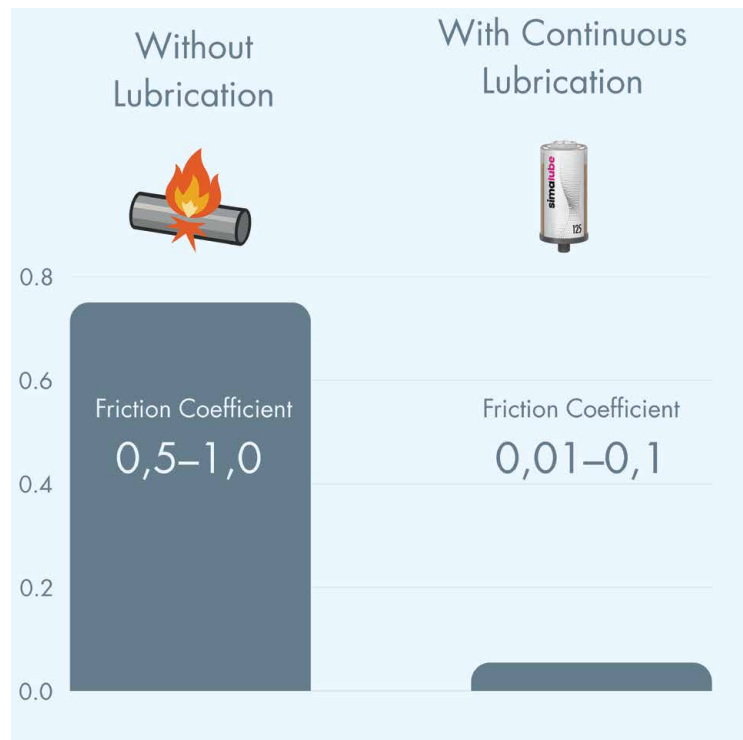 Without
Lubrication
With Continuous
Lubrication
simalube
125
0.8
0.6
0.4
0.2
0.0
Friction Coefficient
0,5–1,0
Friction Coefficient
0,01–0,1